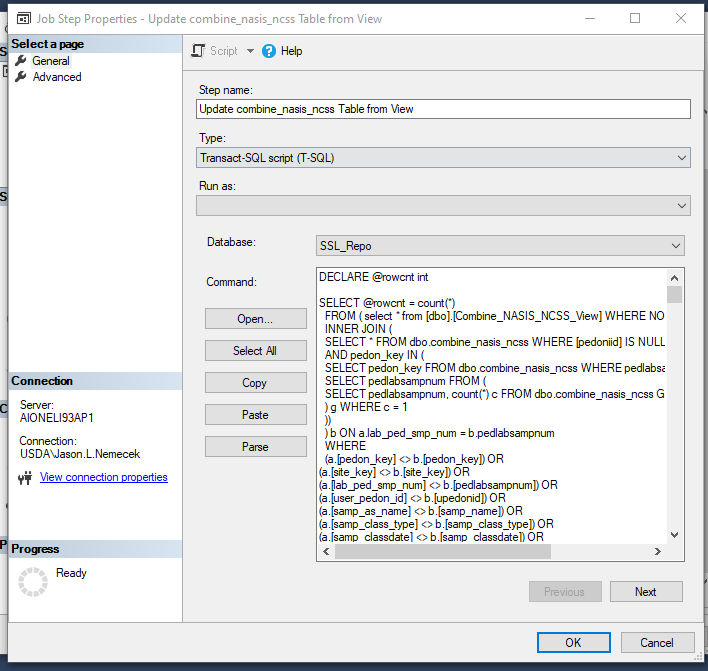 Job Step Properties - Update combine_nasis_ncss Table from View
Select a page
General
Advanced
Script
Help
Step name:
Update combine_nasis_ncss Table from View
Type:
Transact-SQL script (T-SQL)
Run as:
Database:
SSL_Repo
Command:
Open...
Select All
Copy
Paste
Parse
DECLARE @rowcnt int
SELECT @rowcnt = count(*)
FROM ( select * from [dbo].[Combine_NASIS_NCSS_View] WHERE NO
INNER JOIN (
SELECT * FROM dbo.combine_nasis_ncss WHERE [pedoniid] IS NULL
AND pedon_key IN (
SELECT pedon_key FROM dbo.combine_nasis_ncss WHERE pedlabsa
SELECT pedlabsampnum FROM (
SELECT pedlabsampnum, count(*) c FROM dbo.combine_nasis_ncss G
) g WHERE c = 1
))
) b ON a.lab_ped_smp_num = b.pedlabsampnum
WHERE
(a.[pedon_key] <> b.[pedon_key]) OR
(a.[site_key] <> b.[site_key]) OR
(a.[lab_ped_smp_num] <> b.[pedlabsampnum]) OR
(a.[user_pedon_id] <> b.[upedonid]) OR
(a.[samp_as_name] <> b.[samp_name]) OR
(a.[samp_class_type] <> b.[samp_class_type]) OR
(a.[samp_classdate] <> b.[samp_classdate]) OR
Connection
Server:
AIONELI93AP1
Connection:
USDA\Jason.L.Nemecek
View connection properties
Progress
Ready
Previous
Next
OK
Cancel